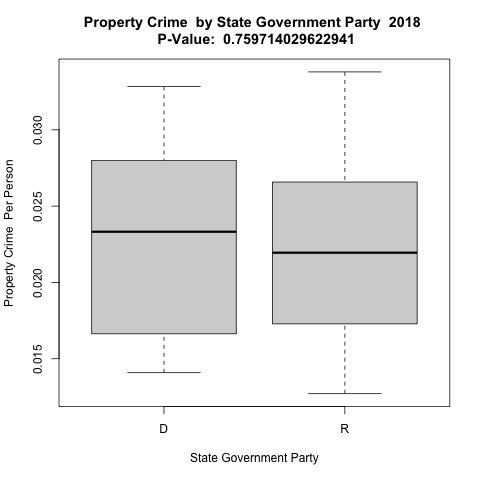 Property Crime  by State Government Party  2018
P-Value:  0.759714029622941
Property Crime  Per Person
0.030
0.025
0.020
0.015
D
R
State Government Party